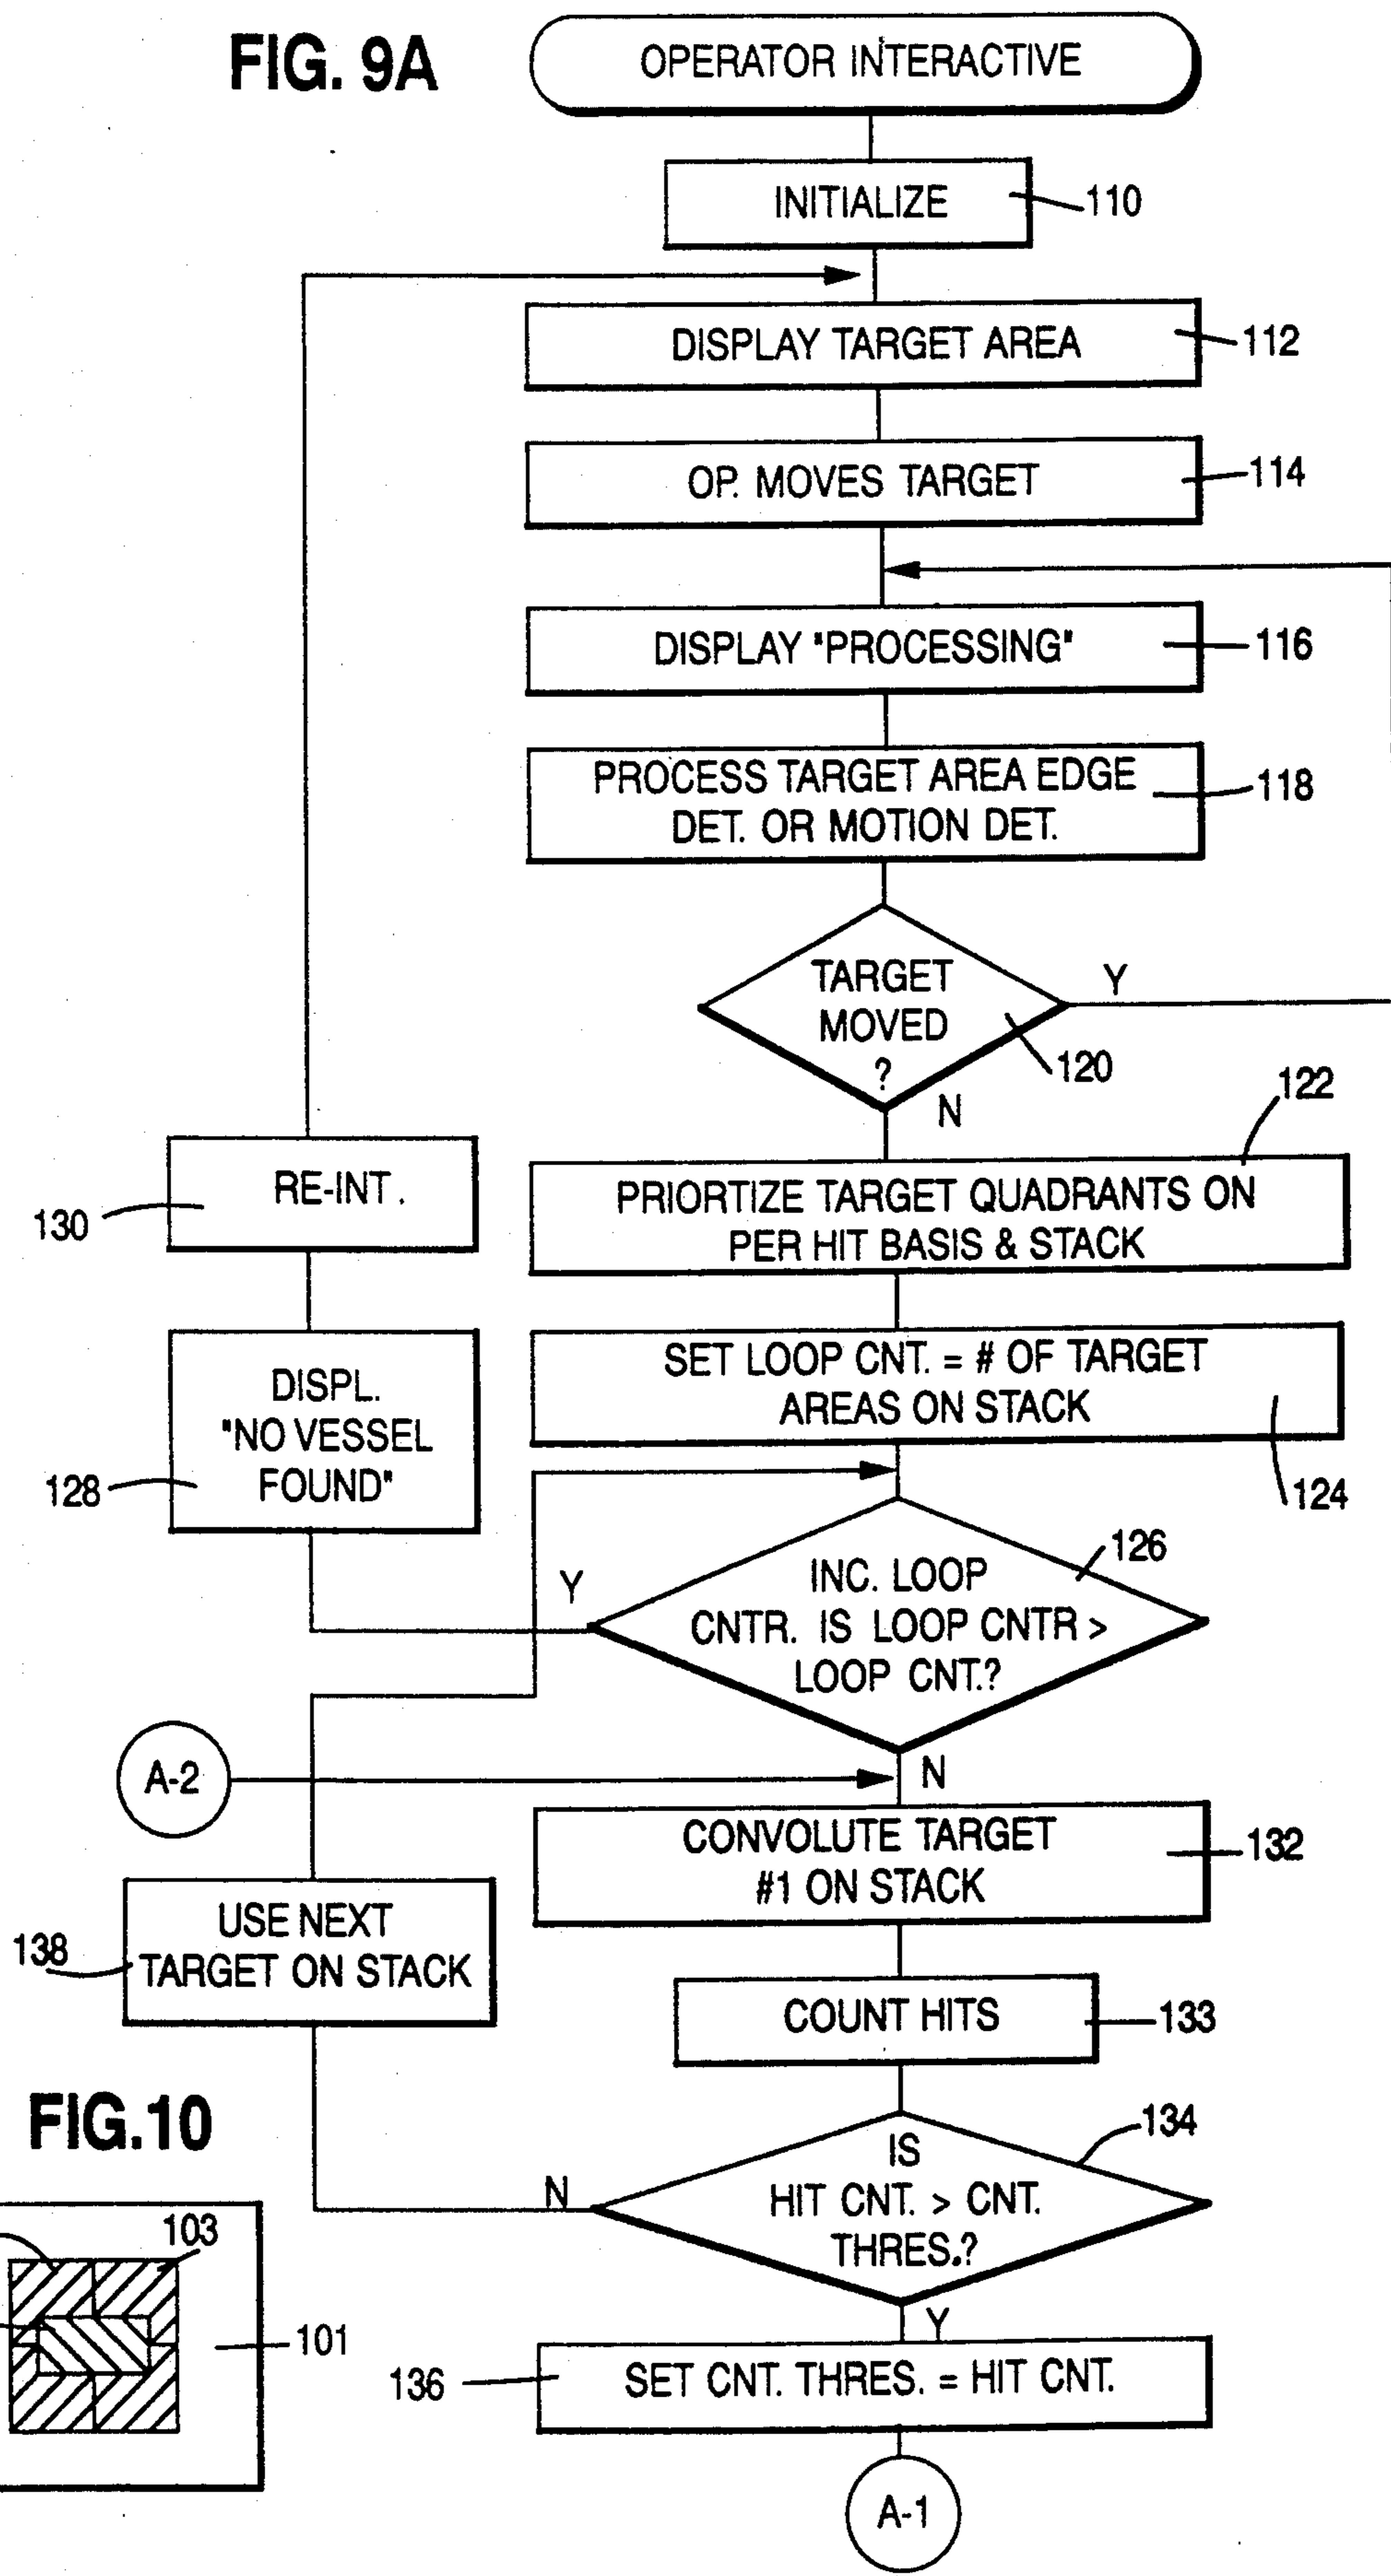 FIG. 9A
OPERATOR INTERACTIVE
INITIALIZE
110
DISPLAY TARGET AREA
112
OP. MOVES TARGET
114
DISPLAY "PROCESSING"
116
PROCESS TARGET AREA EDGE
DET. OR MOTION DET.
118
TARGET
MOVED
?
Y
120
N
122
RE-INT.
130
PRIORTIZE TARGET QUADRANTS ON
PER HIT BASIS & STACK
SET LOOP CNT. = # OF TARGET
AREAS ON STACK
124
DISPL.
"NO VESSEL
FOUND"
128
126
Y
INC. LOOP
CNTR. IS LOOP CNTR >
LOOP CNT.?
A-2
N
CONVOLUTE TARGET
#1 ON STACK
132
USE NEXT
TARGET ON STACK
138
COUNT HITS
133
134
N
IS
HIT CNT. > CNT.
THRES.?
Y
136
SET CNT. THRES. = HIT CNT.
A-1
FIG.10
103
101